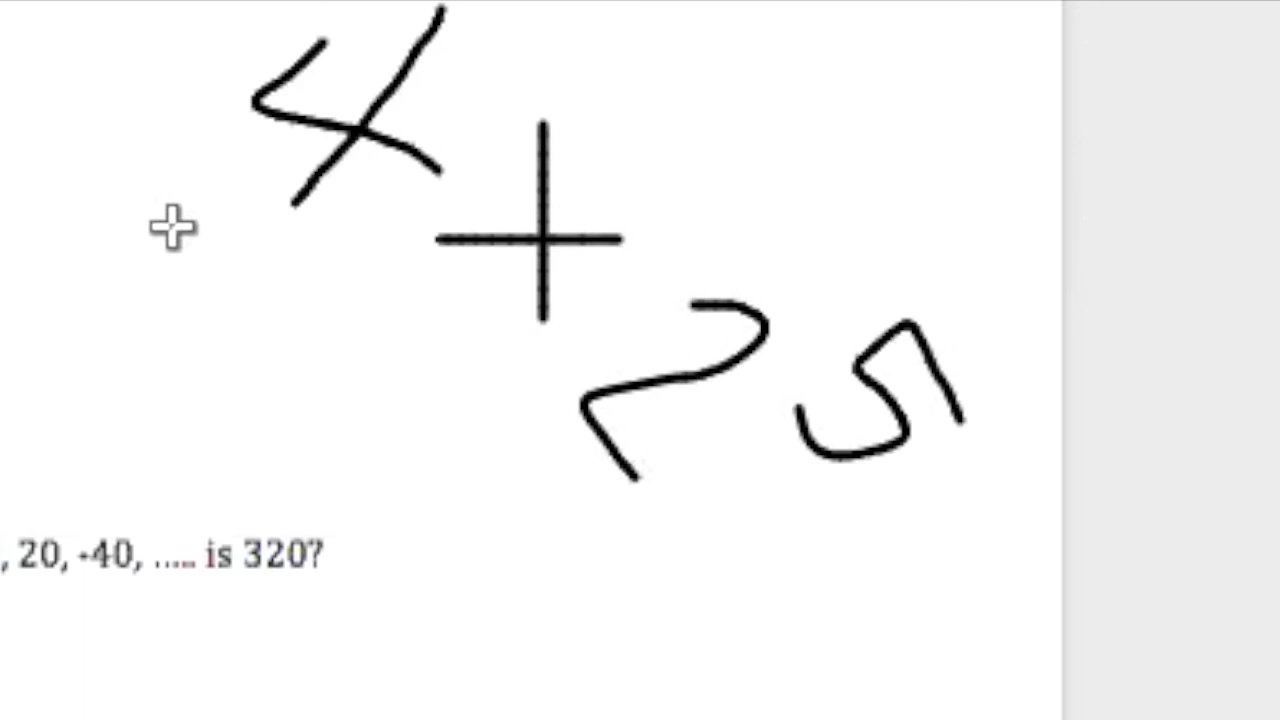 4 + 25
, 20, -40, ..... is 320?